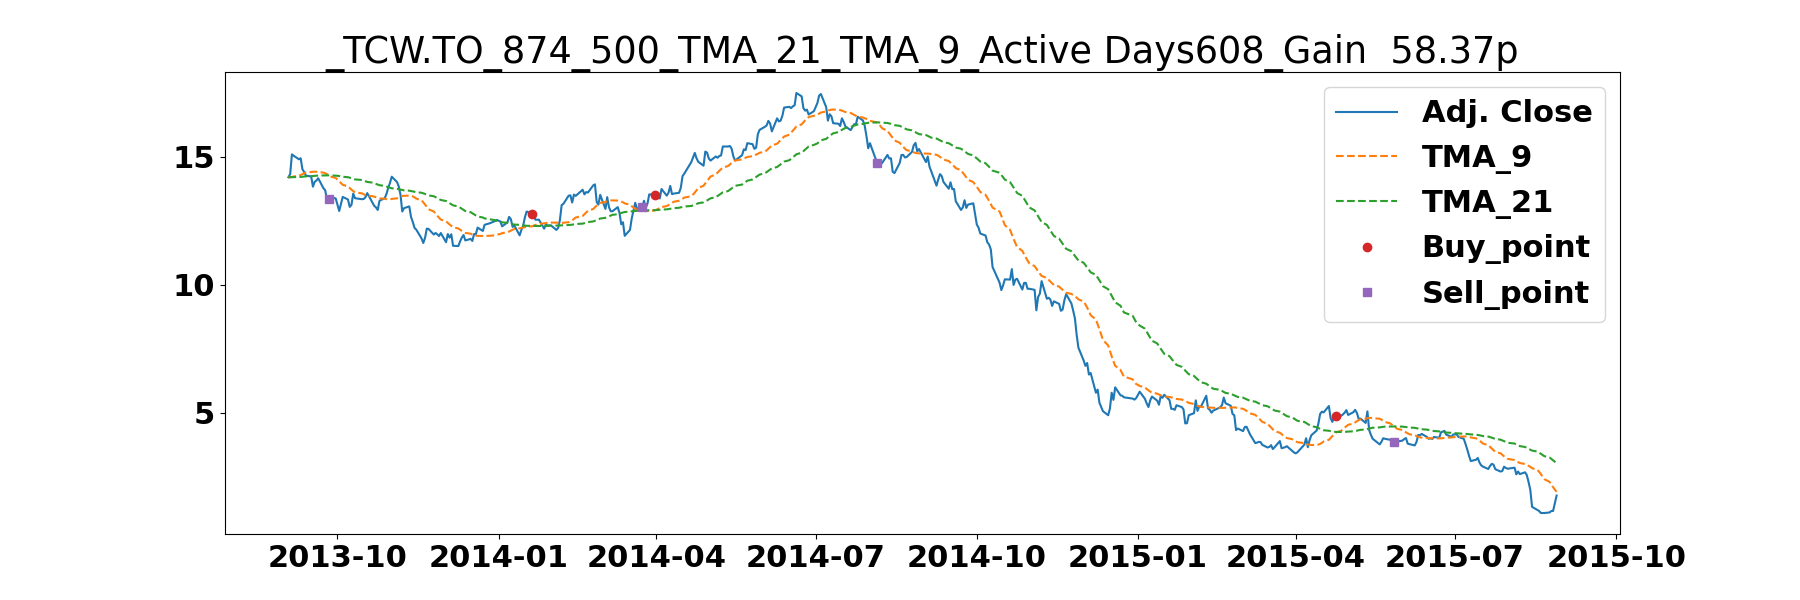 _TCW.TO_874_500_TMA_21_TMA_9_Active Days608_Gain  58.37p
Adj. Close
TMA_9
TMA_21
Buy_point
Sell_point
15
10
5
2013-10 2014-01 2014-04 2014-07 2014-10 2015-01 2015-04 2015-07 2015-10